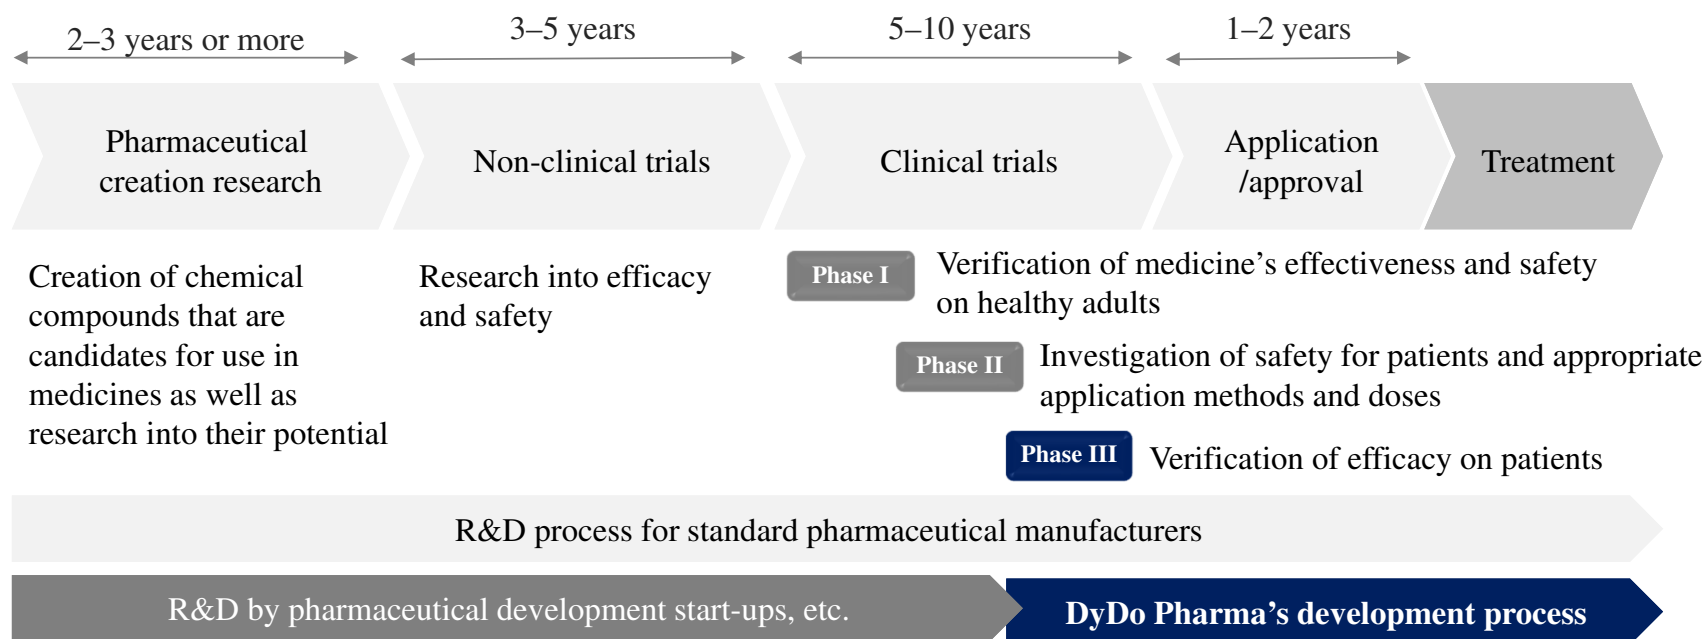 2–3 years or more
3–5 years
5–10 years
1–2 years
Pharmaceutical
creation research
Non-clinical trials
Clinical trials
Application
/approval
Treatment
Creation of chemical
compounds that are
candidates for use in
medicines as well as
research into their potential
Research into efficacy
and safety
Phase I
Verification of medicine’s effectiveness and safety
on healthy adults
Phase II
Investigation of safety for patients and appropriate
application methods and doses
Phase III
Verification of efficacy on patients
R&D process for standard pharmaceutical manufacturers
R&D by pharmaceutical development start-ups, etc.
DyDo Pharma’s development process